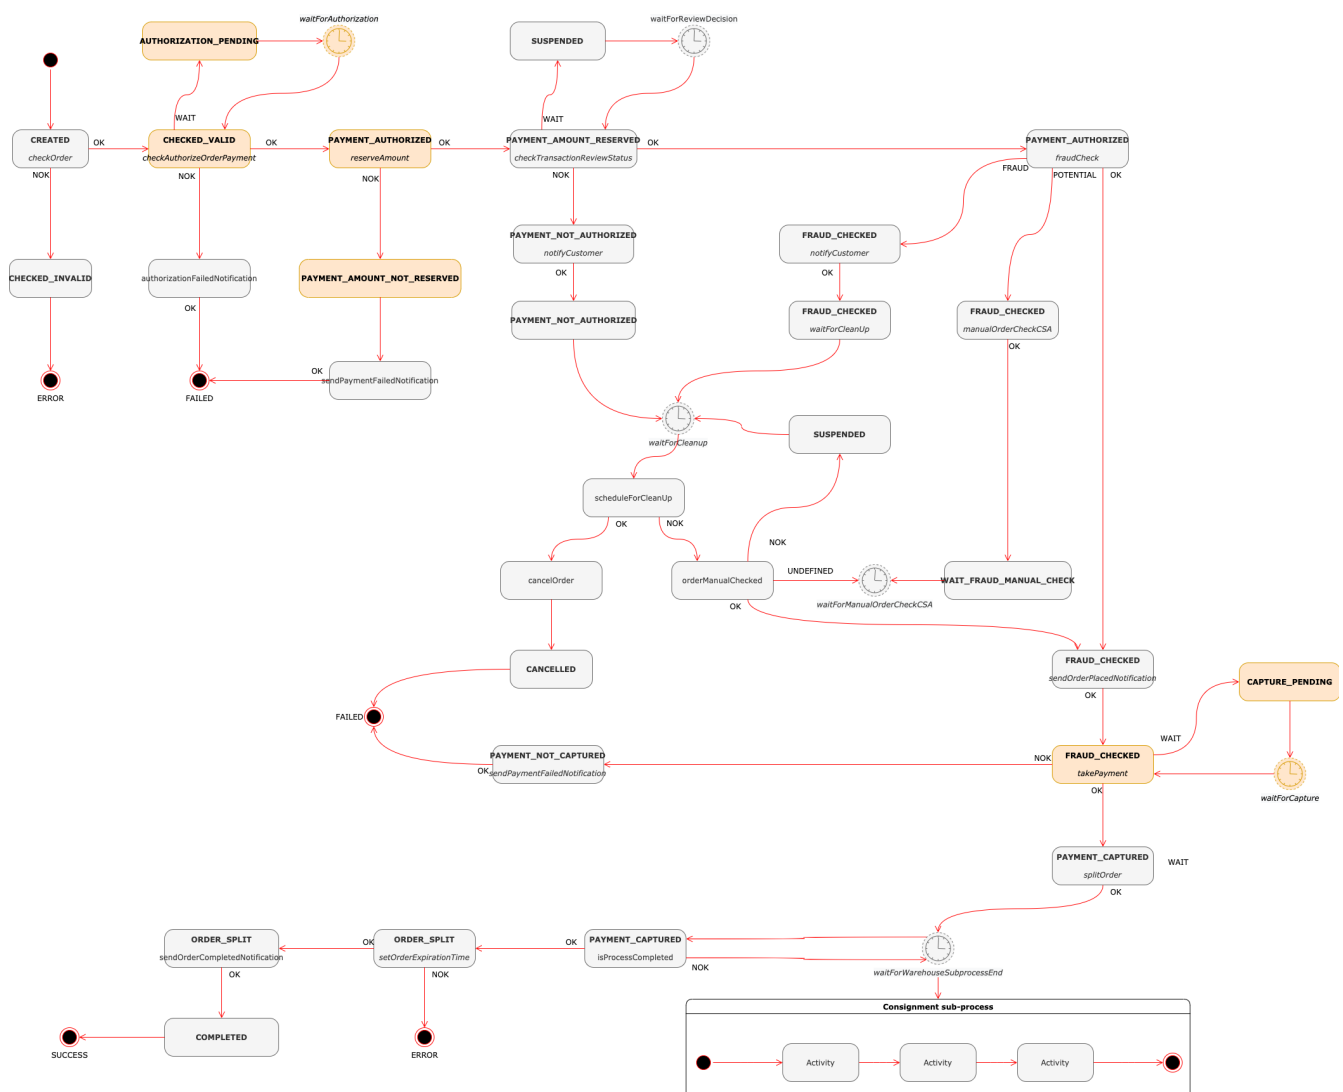 waitForAuthorization
waitForReviewDecision
AUTHORIZATION_PENDING
SUSPENDED
WAIT
WAIT
CREATED
checkOrder
OK
CHECKED_VALID
checkAuthorizeOrderPayment
OK
PAYMENT_AUTHORIZED
reserveAmount
OK
PAYMENT_AMOUNT_RESERVED
checkTransactionReviewStatus
OK
PAYMENT_AUTHORIZED
fraudCheck
NOK
NOK
NOK
NOK
FRAUD
POTENTIAL
OK
PAYMENT_NOT_AUTHORIZED
notifyCustomer
FRAUD_CHECKED
notifyCustomer
OK
OK
CHECKED_INVALID
authorizationFailedNotification
PAYMENT_AMOUNT_NOT_RESERVED
OK
PAYMENT_NOT_AUTHORIZED
FRAUD_CHECKED
waitForCleanUp
FRAUD_CHECKED
manualOrderCheckCSA
OK
OK
sendPaymentFailedNotification
ERROR
FAILED
waitForCleanup
SUSPENDED
scheduleForCleanUp
OK
NOK
NOK
cancelOrder
orderManualChecked
UNDEFINED
waitForManualOrderCheckCSA
WAIT_FRAUD_MANUAL_CHECK
OK
CANCELLED
FRAUD_CHECKED
sendOrderPlacedNotification
OK
CAPTURE_PENDING
FAILED
WAIT
PAYMENT_NOT_CAPTURED
sendPaymentFailedNotification
OK
NOK
FRAUD_CHECKED
takePayment
OK
waitForCapture
PAYMENT_CAPTURED
splitOrder
WAIT
OK
ORDER_SPLIT
sendOrderCompletedNotification
OK
ORDER_SPLIT
setOrderExpirationTime
OK
PAYMENT_CAPTURED
isProcessCompleted
NOK
waitForWarehouseSubprocessEnd
OK
NOK
Consignment sub-process
COMPLETED
SUCCESS
ERROR
Activity
Activity
Activity